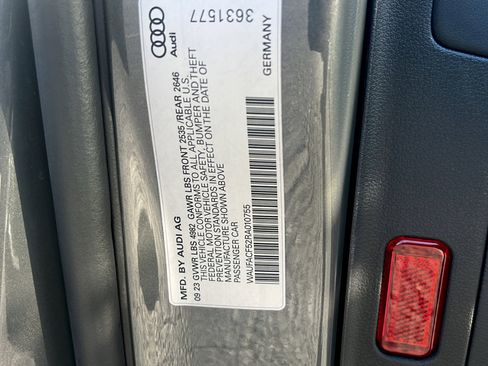 Audi
3631577
GERMANY
MFD. BY AUDI AG
09 23 GVWR LBS 4982 GAWR LBS FRONT 2535 /REAR 2646
THIS VEHICLE CONFORMS TO ALL APPLICABLE U.S.
FEDERAL MOTOR VEHICLE SAFETY, BUMPER AND THEFT
PREVENTION STANDARDS IN EFFECT ON THE DATE OF
MANUFACTURE SHOWN ABOVE
PASSENGER CAR
WAUFACF52RA010755